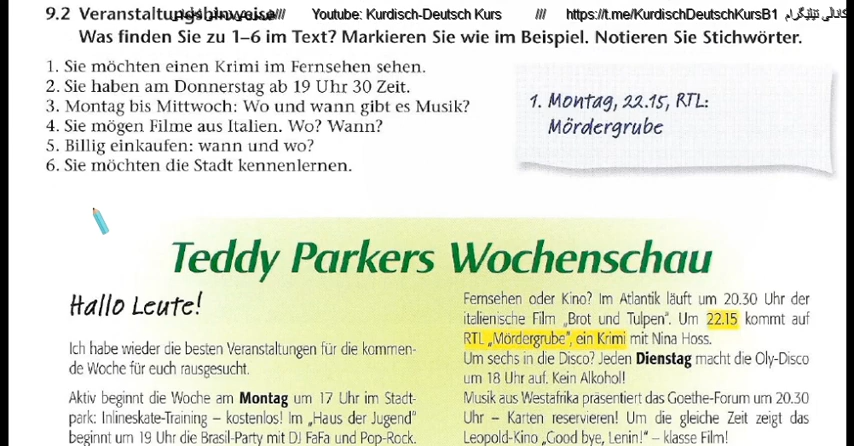 9.2 Veranstaltungshinweise
/// Youtube: Kurdisch-Deutsch Kurs /// https://t.me/KurdischDeutschKursB1 کاناڵی تێلیگرام
Was finden Sie zu 1–6 im Text? Markieren Sie wie im Beispiel. Notieren Sie Stichwörter.
1. Sie möchten einen Krimi im Fernsehen sehen.
2. Sie haben am Donnerstag ab 19 Uhr 30 Zeit.
3. Montag bis Mittwoch: Wo und wann gibt es Musik?
4. Sie mögen Filme aus Italien. Wo? Wann?
5. Billig einkaufen: wann und wo?
6. Sie möchten die Stadt kennenlernen.
1. Montag, 22.15, RTL:
Mördergrube
Teddy Parkers Wochenschau
Hallo Leute!
Ich habe wieder die besten Veranstaltungen für die kommen-
de Woche für euch rausgesucht.
Aktiv beginnt die Woche am Montag um 17 Uhr im Stadt-
park: Inlineskate-Training – kostenlos! Im „Haus der Jugend"
beginnt um 19 Uhr die Brasil-Party mit DJ FaFa und Pop-Rock.
Fernsehen oder Kino? Im Atlantik läuft um 20.30 Uhr der
italienische Film „Brot und Tulpen". Um 22.15 kommt auf
RTL „Mördergrube", ein Krimi mit Nina Hoss.
Um sechs in die Disco? Jeden Dienstag macht die Oly-Disco
um 18 Uhr auf. Kein Alkohol!
Musik aus Westafrika präsentiert das Goethe-Forum um 20.30
Uhr – Karten reservieren! Um die gleiche Zeit zeigt das
Leopold-Kino „Good bye, Lenin!" – klasse Film!